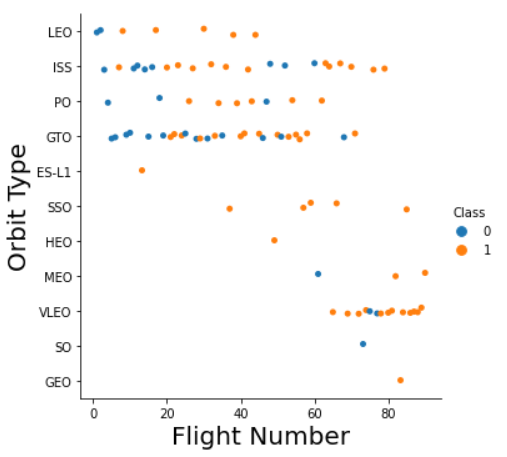 LEO
ISS
PO
GTO
ES-L1
SSO
HEO
MEO
VLEO
SO
GEO
Orbit Type
0 20 40 60 80
Flight Number
Class
0
1